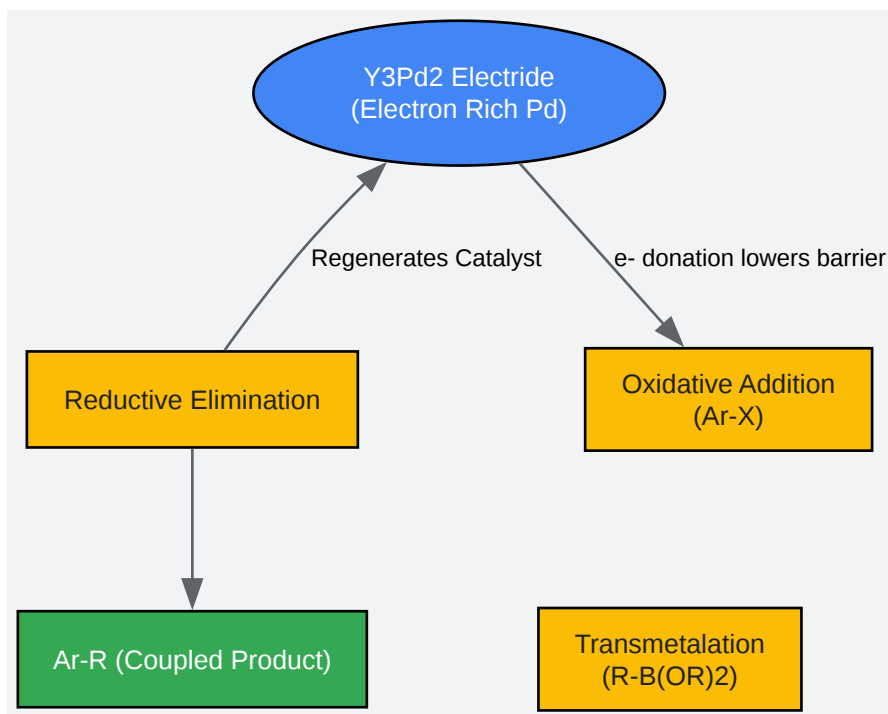 Y3Pd2 Electride
(Electron Rich Pd)
Regenerates Catalyst
e- donation lowers barrier
Reductive Elimination
Oxidative Addition
(Ar-X)
Ar-R (Coupled Product)
Transmetalation
(R-B(OR)2)